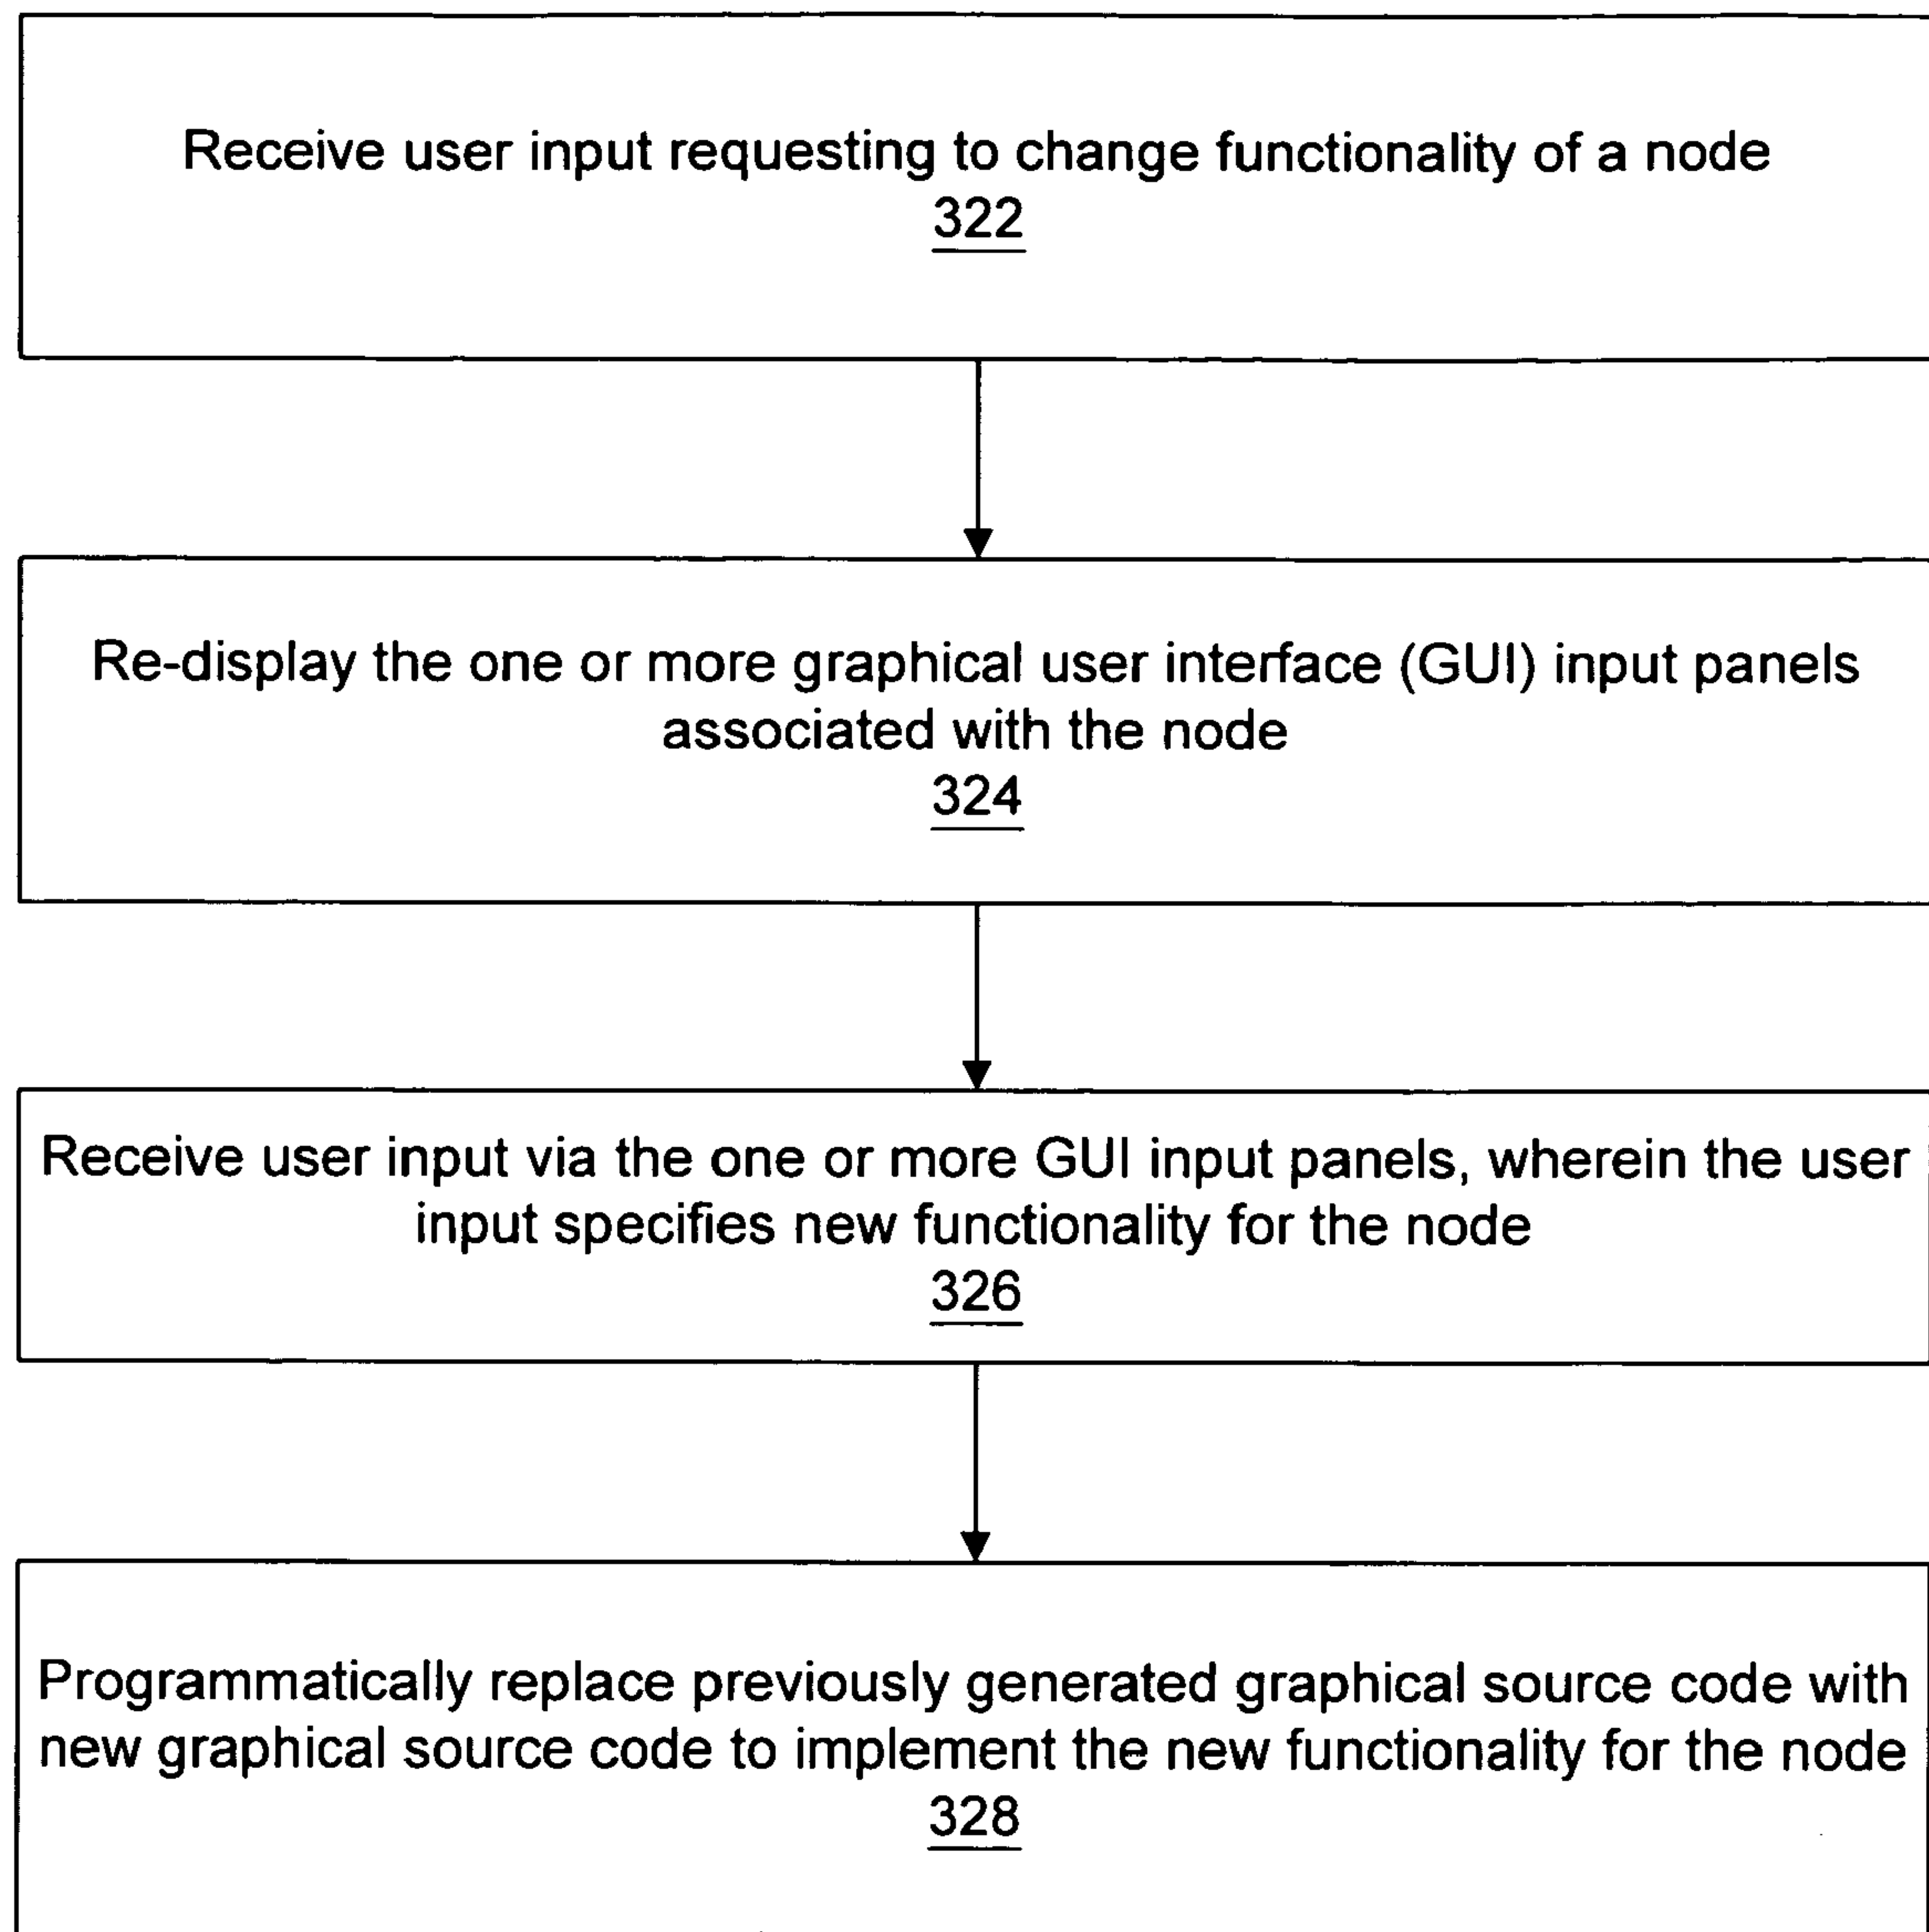 Receive user input requesting to change functionality of a node
322
Re-display the one or more graphical user interface (GUI) input panels
associated with the node
324
Receive user input via the one or more GUI input panels, wherein the user
input specifies new functionality for the node
326
Programmatically replace previously generated graphical source code with
new graphical source code to implement the new functionality for the node
328